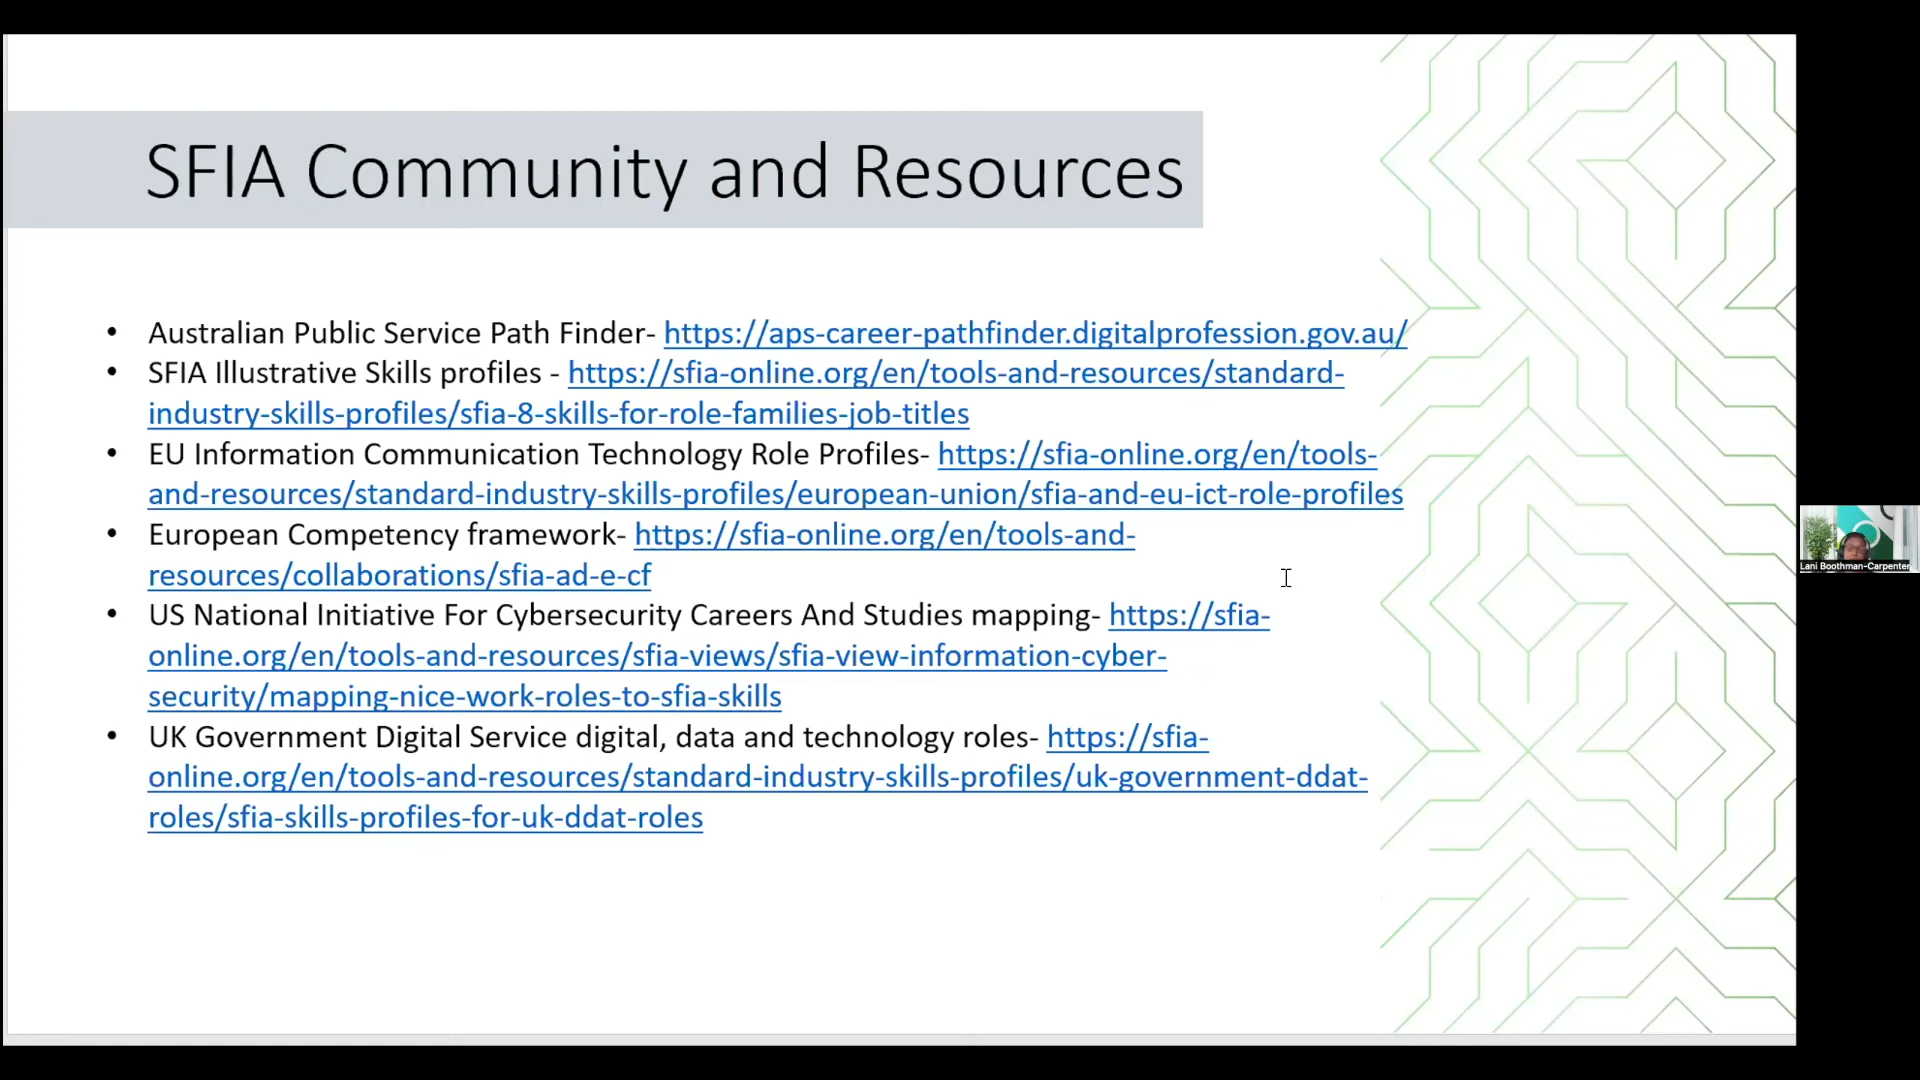 SFIA Community and Resources
• Australian Public Service Path Finder- https://aps-career-pathfinder.digitalprofession.gov.au/
• SFIA Illustrative Skills profiles - https://sfia-online.org/en/tools-and-resources/standard-
industry-skills-profiles/sfia-8-skills-for-role-families-job-titles
• EU Information Communication Technology Role Profiles- https://sfia-online.org/en/tools-
and-resources/standard-industry-skills-profiles/european-union/sfia-and-eu-ict-role-profiles
• European Competency framework- https://sfia-online.org/en/tools-and-
resources/collaborations/sfia-ad-e-cf
• US National Initiative For Cybersecurity Careers And Studies mapping- https://sfia-
online.org/en/tools-and-resources/sfia-views/sfia-view-information-cyber-
security/mapping-nice-work-roles-to-sfia-skills
• UK Government Digital Service digital, data and technology roles- https://sfia-
online.org/en/tools-and-resources/standard-industry-skills-profiles/uk-government-ddat-
roles/sfia-skills-profiles-for-uk-ddat-roles
Lani Boothman-Carpenter